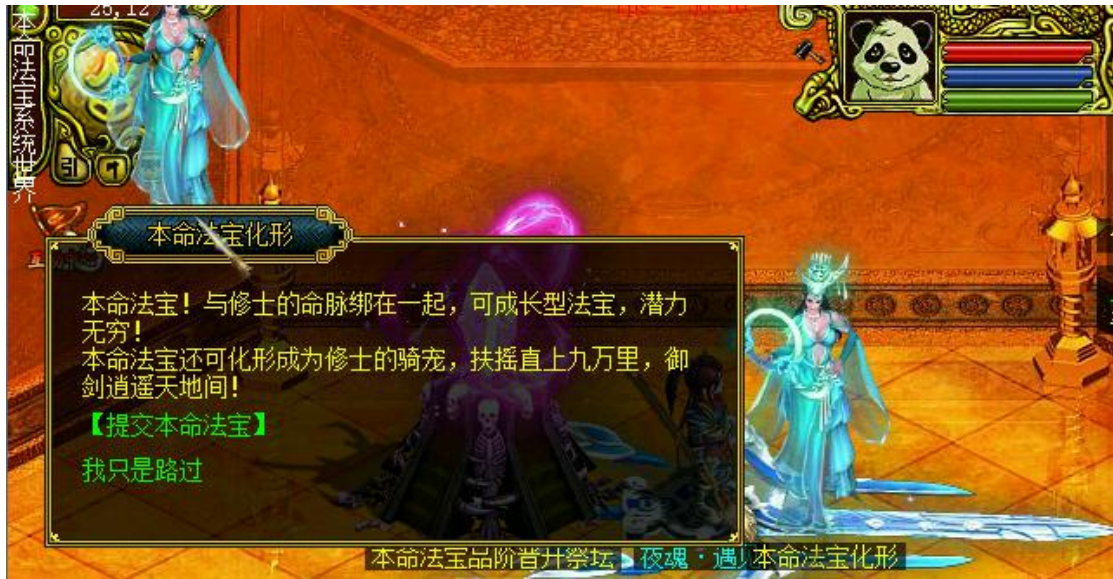 25,12
本命法宝系统世界
引
本命法宝化形
本命法宝！与修士的命脉绑在一起，可成长型法宝，潜力
无穷！
本命法宝还可化形成为修士的骑宠，扶摇直上九万里，御
剑逍遥天地间！
【提交本命法宝】
我只是路过
本命法宝品阶晋升祭坛
夜魂·遇
本命法宝化形